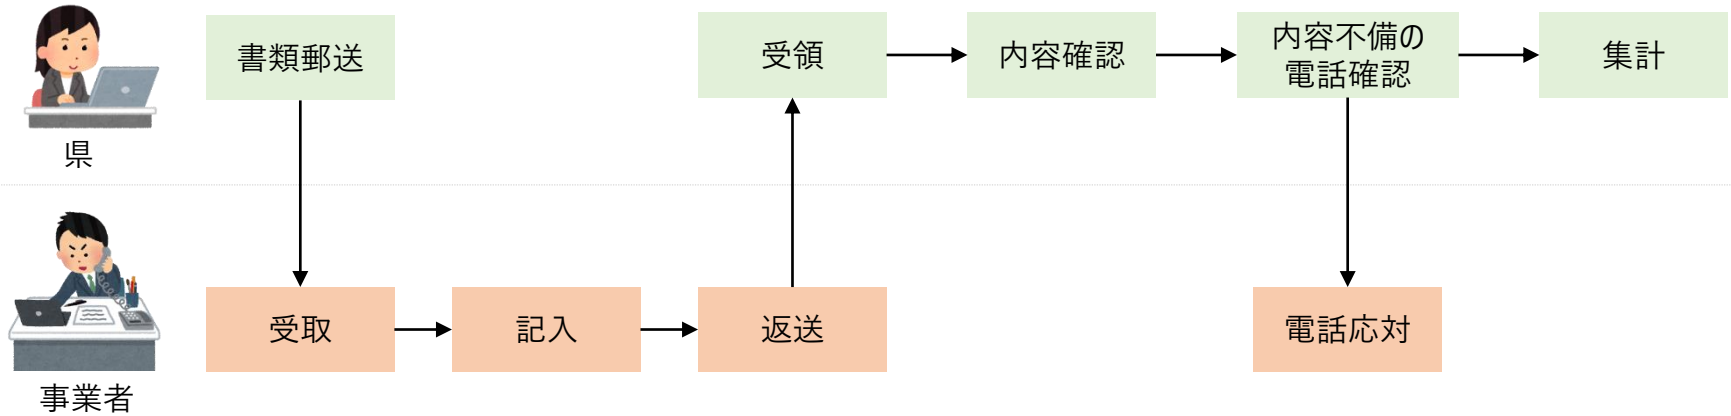 書類郵送
受領
内容確認
内容不備の
電話確認
集計
県
受取
記入
返送
電話応対
事業者